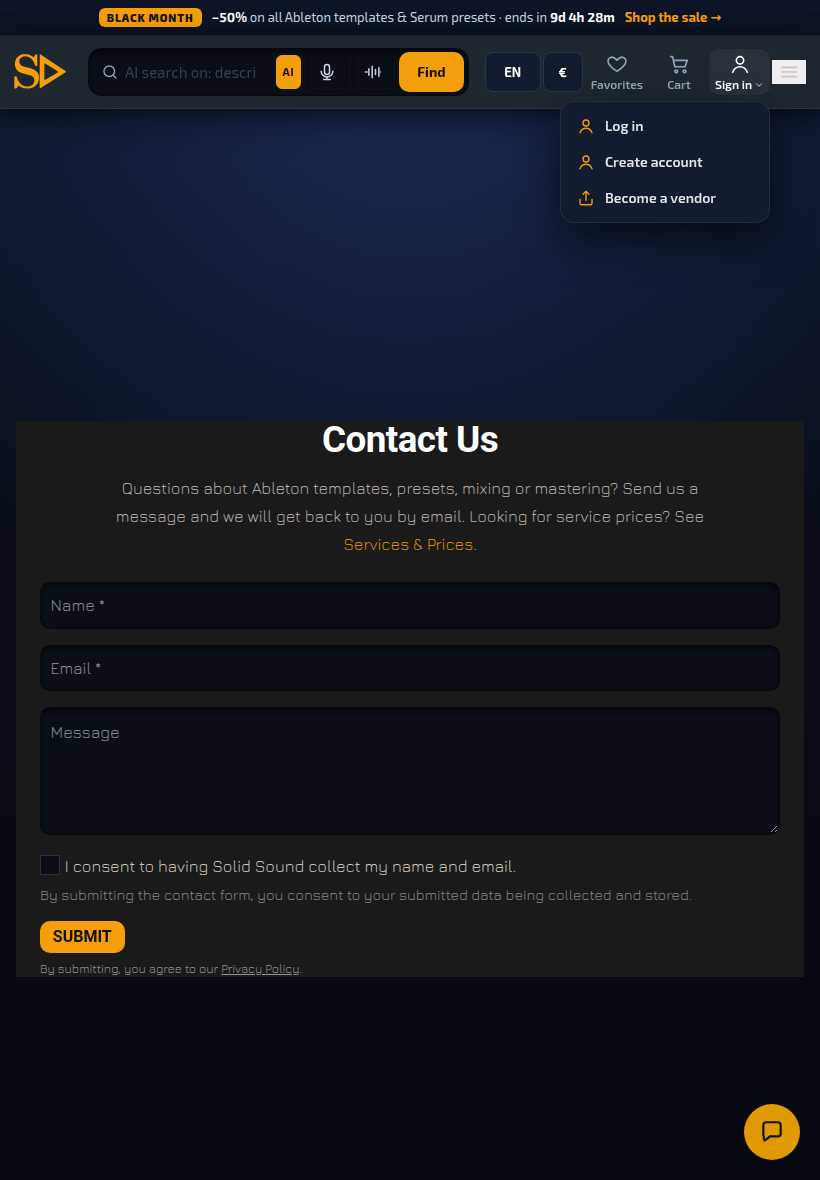 BLACK MONTH −50% on all Ableton templates & Serum presets · ends in 9d 4h 28m Shop the sale →
S
AI search on: descri
AI
Find
EN
€
Favorites
Cart
Sign in
Log in
Create account
Become a vendor
Contact Us
Questions about Ableton templates, presets, mixing or mastering? Send us a
message and we will get back to you by email. Looking for service prices? See
Services & Prices.
Name *
Email *
Message
I consent to having Solid Sound collect my name and email.
By submitting the contact form, you consent to your submitted data being collected and stored.
SUBMIT
By submitting, you agree to our Privacy Policy.